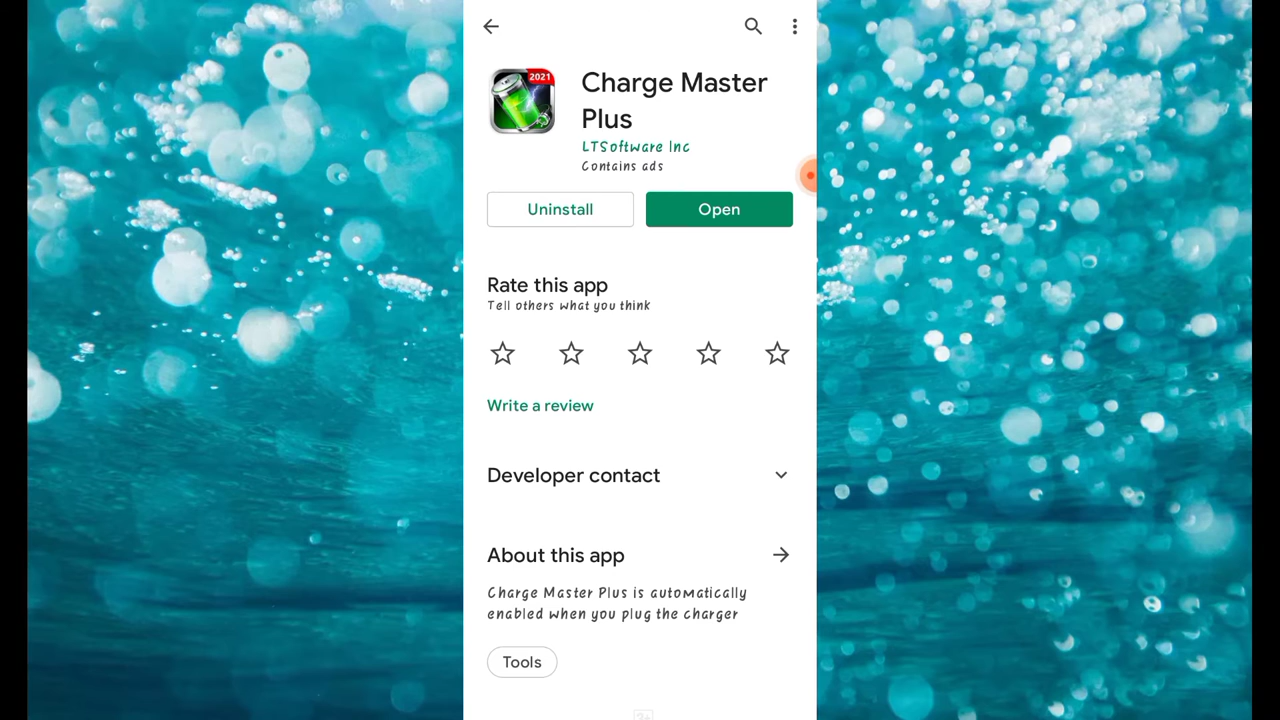 2021
Charge Master
Plus
LTSoftware Inc
Contains ads
Uninstall
Open
Rate this app
Tell others what you think
Write a review
Developer contact
About this app
Charge Master Plus is automatically
enabled when you plug the charger
Tools